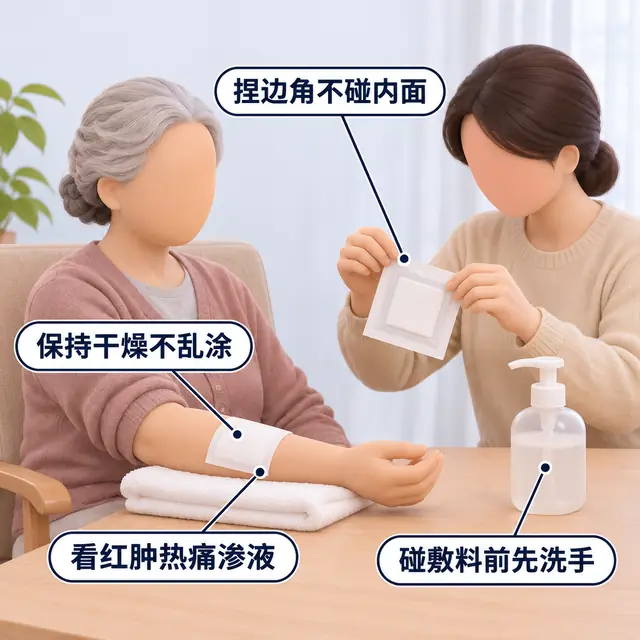 捏边角不碰内面
保持干燥不乱涂
看红肿热痛渗液
碰敷料前先洗手